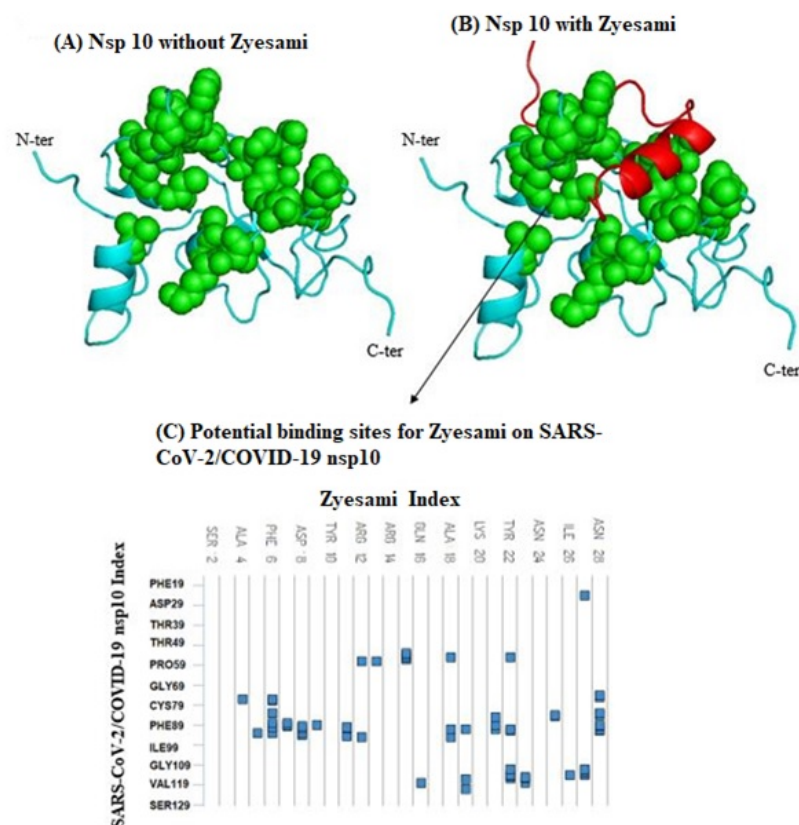 (A) Nsp 10 without Zyesami
(B) Nsp 10 with Zyesami
N-ter
C-ter
N-ter
C-ter
(C) Potential binding sites for Zyesami on SARS-
CoV-2/COVID-19 nsp10
Zyesami Index
SER 2
ALA 4
PHE 6
ASP 8
TYR 10
ARG 12
ARG 14
GLN 16
ALA 18
LYS 20
TYR 22
ASN 24
ILE 26
ASN 28
SARS-CoV-2/COVID-19 nsp10 Index
PHE19
ASP29
THR39
THR49
PRO59
GLY69
CYS79
PHE89
ILE99
GLY109
VAL119
SER129